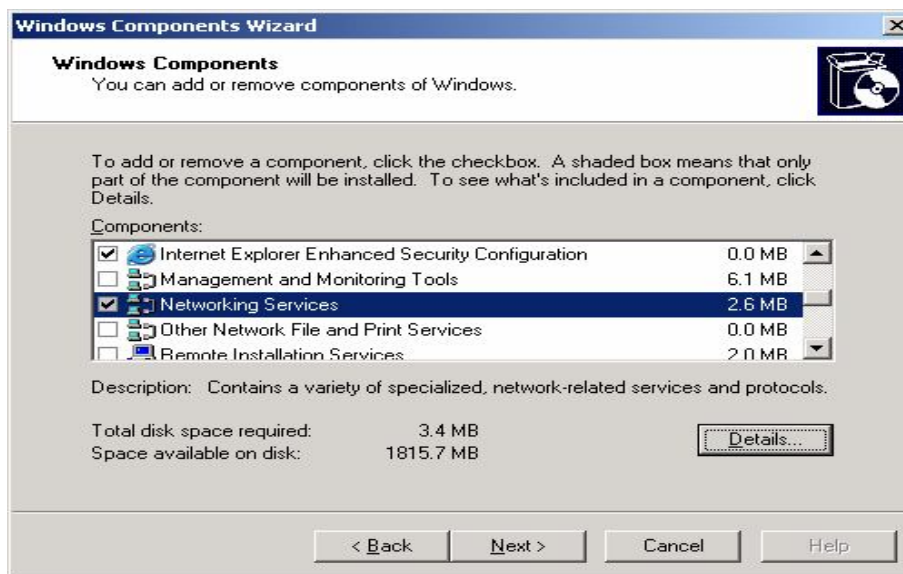 Windows Components Wizard
Windows Components
You can add or remove components of Windows.
To add or remove a component, click the checkbox. A shaded box means that only
part of the component will be installed. To see what's included in a component, click
Details.
Components:
Internet Explorer Enhanced Security Configuration 0.0 MB
Management and Monitoring Tools 6.1 MB
Networking Services 2.6 MB
Other Network File and Print Services 0.0 MB
Remote Installation Services 2.0 MB
Description: Contains a variety of specialized, network-related services and protocols.
Total disk space required: 3.4 MB
Space available on disk: 1815.7 MB
Details...
< Back Next > Cancel Help